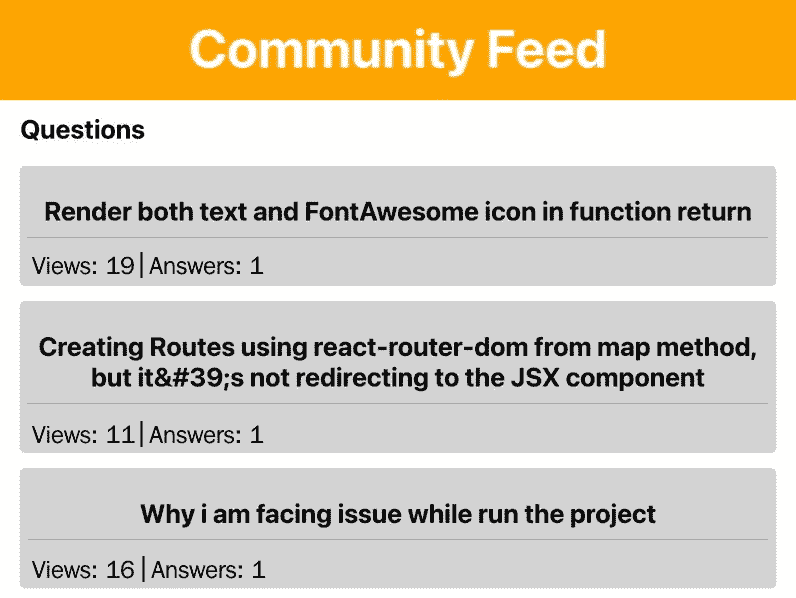 Community Feed
Questions
Render both text and FontAwesome icon in function return
Views: 19 | Answers: 1
Creating Routes using react-router-dom from map method,
but it&#39;s not redirecting to the JSX component
Views: 11 | Answers: 1
Why i am facing issue while run the project
Views: 16 | Answers: 1